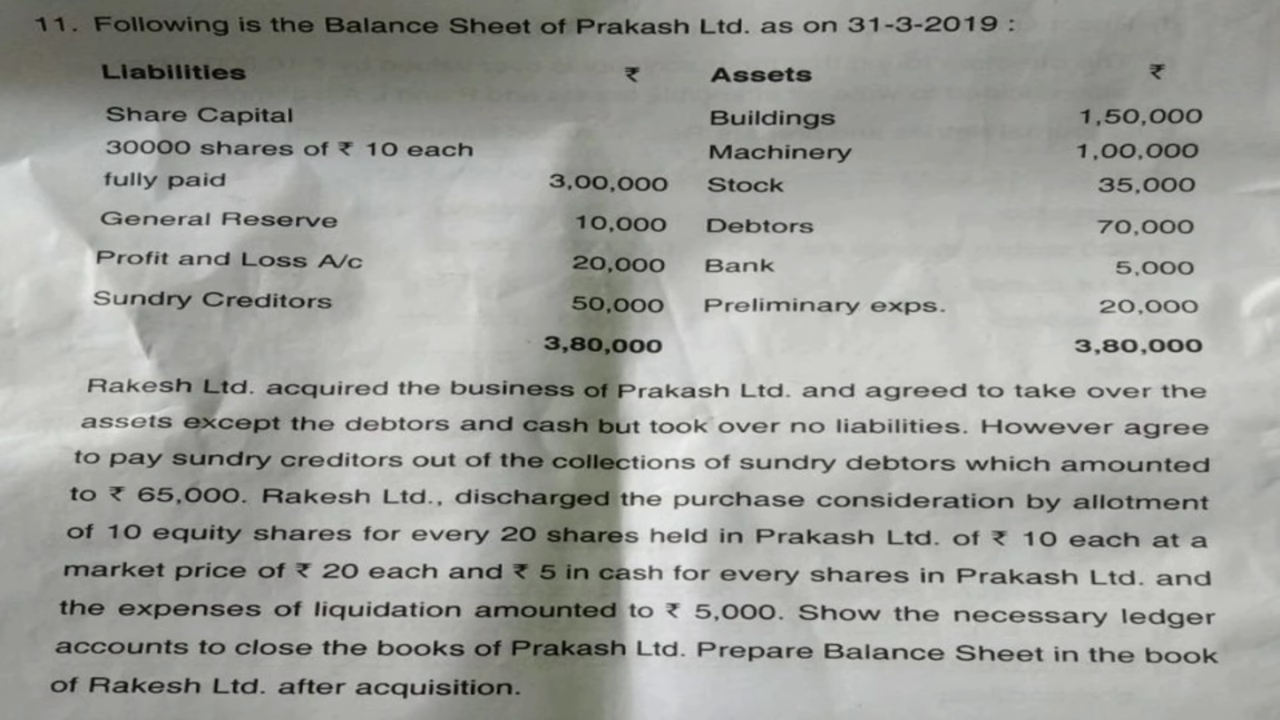 11. Following is the Balance Sheet of Prakash Ltd. as on 31-3-2019 :
Liabilities ₹ Assets ₹
Share Capital Buildings 1,50,000
30000 shares of ₹ 10 each Machinery 1,00,000
fully paid 3,00,000 Stock 35,000
General Reserve 10,000 Debtors 70,000
Profit and Loss A/c 20,000 Bank 5,000
Sundry Creditors 50,000 Preliminary exps. 20,000
3,80,000 3,80,000
Rakesh Ltd. acquired the business of Prakash Ltd. and agreed to take over the
assets except the debtors and cash but took over no liabilities. However agree
to pay sundry creditors out of the collections of sundry debtors which amounted
to ₹ 65,000. Rakesh Ltd., discharged the purchase consideration by allotment
of 10 equity shares for every 20 shares held in Prakash Ltd. of ₹ 10 each at a
market price of ₹ 20 each and ₹ 5 in cash for every shares in Prakash Ltd. and
the expenses of liquidation amounted to ₹ 5,000. Show the necessary ledger
accounts to close the books of Prakash Ltd. Prepare Balance Sheet in the book
of Rakesh Ltd. after acquisition.